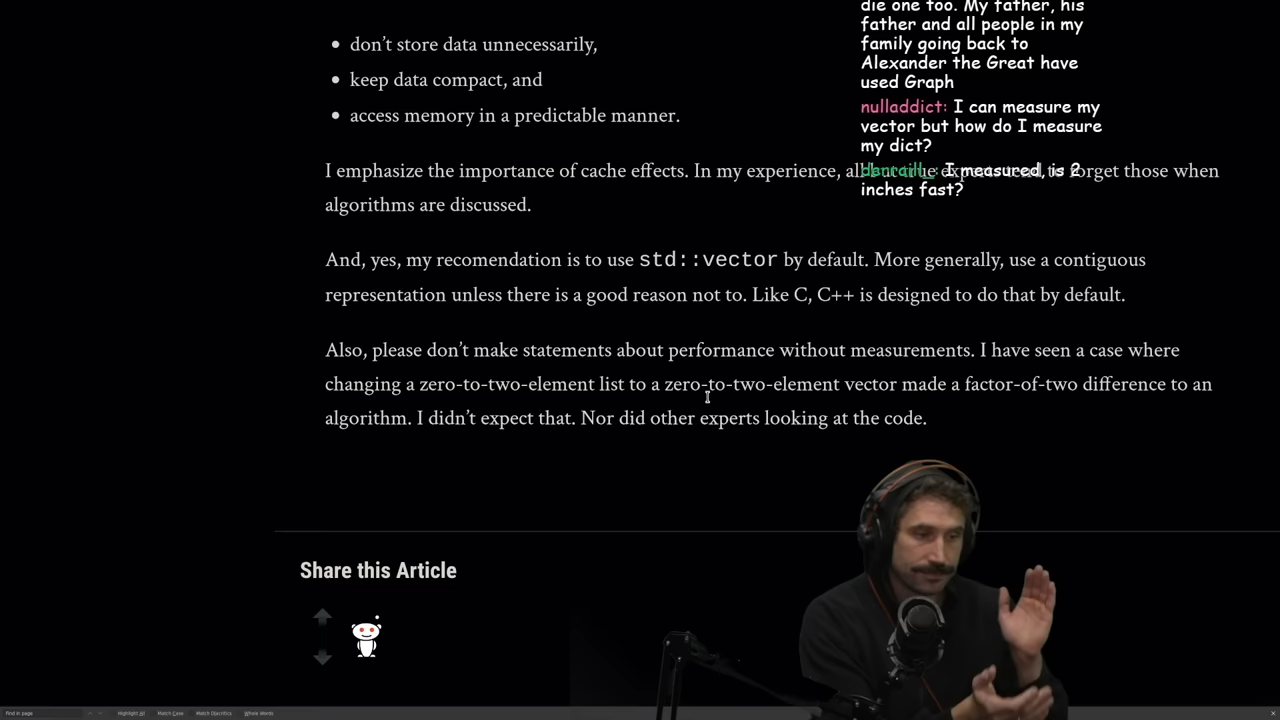 die one too. My father, his
father and all people in my
family going back to
Alexander the Great have
used Graph
nulladdict: I can measure my
vector but how do I measure
my dict?
I measured, is 2
inches fast?
• don't store data unnecessarily,
• keep data compact, and
• access memory in a predictable manner.
I emphasize the importance of cache effects. In my experience, all but true experts tend to forget those when
algorithms are discussed.
And, yes, my recomendation is to use std::vector by default. More generally, use a contiguous
representation unless there is a good reason not to. Like C, C++ is designed to do that by default.
Also, please don't make statements about performance without measurements. I have seen a case where
changing a zero-to-two-element list to a zero-to-two-element vector made a factor-of-two difference to an
algorithm. I didn't expect that. Nor did other experts looking at the code.
Share this Article
Find in page Highlight All Match Case Match Diacritics Whole Words